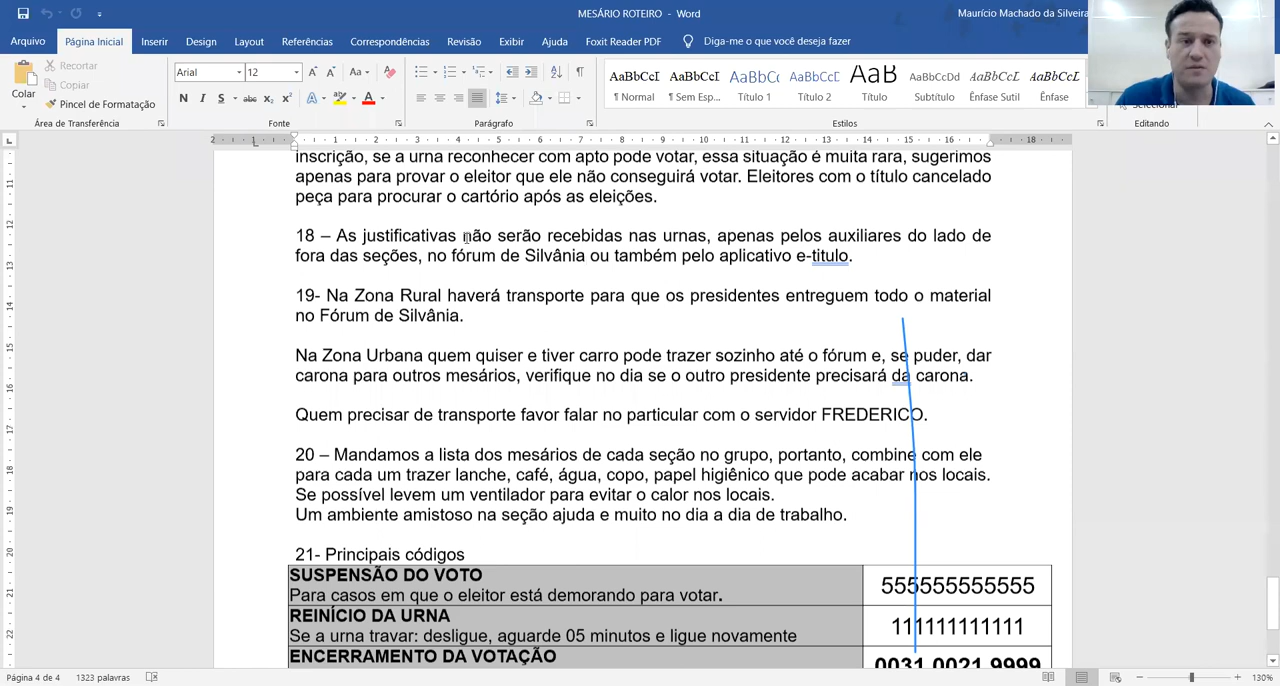 MESÁRIO ROTEIRO - Word
Maurício Machado da Silveira
Arquivo Página Inicial Inserir Design Layout Referências Correspondências Revisão Exibir Ajuda Foxit Reader PDF Diga-me o que você deseja fazer
Colar
Recortar
Copiar
Pincel de Formatação
Área de Transferência
Arial 12
N I S abc x₂ x²
Fonte
Parágrafo
AaBbCcI AaBbCcI AaBbCc AaBbCcI AaB AaBbCcDd AaBbCcI AaBbCcI
¶ Normal ¶ Sem Esp... Título 1 Título 2 Título Subtítulo Ênfase Sutil Ênfase
Estilos
Editando
inscrição, se a urna reconhecer com apto pode votar, essa situação é muita rara, sugerimos
apenas para provar o eleitor que ele não conseguirá votar. Eleitores com o título cancelado
peça para procurar o cartório após as eleições.
18 – As justificativas não serão recebidas nas urnas, apenas pelos auxiliares do lado de
fora das seções, no fórum de Silvânia ou também pelo aplicativo e-titulo.
19- Na Zona Rural haverá transporte para que os presidentes entreguem todo o material
no Fórum de Silvânia.
Na Zona Urbana quem quiser e tiver carro pode trazer sozinho até o fórum e, se puder, dar
carona para outros mesários, verifique no dia se o outro presidente precisará da carona.
Quem precisar de transporte favor falar no particular com o servidor FREDERICO.
20 – Mandamos a lista dos mesários de cada seção no grupo, portanto, combine com ele
para cada um trazer lanche, café, água, copo, papel higiênico que pode acabar nos locais.
Se possível levem um ventilador para evitar o calor nos locais.
Um ambiente amistoso na seção ajuda e muito no dia a dia de trabalho.
21- Principais códigos
SUSPENSÃO DO VOTO
Para casos em que o eleitor está demorando para votar.
555555555555
REINÍCIO DA URNA
Se a urna travar: desligue, aguarde 05 minutos e ligue novamente
111111111111
ENCERRAMENTO DA VOTAÇÃO
0031 0021 9999
Página 4 de 4 1323 palavras
130%